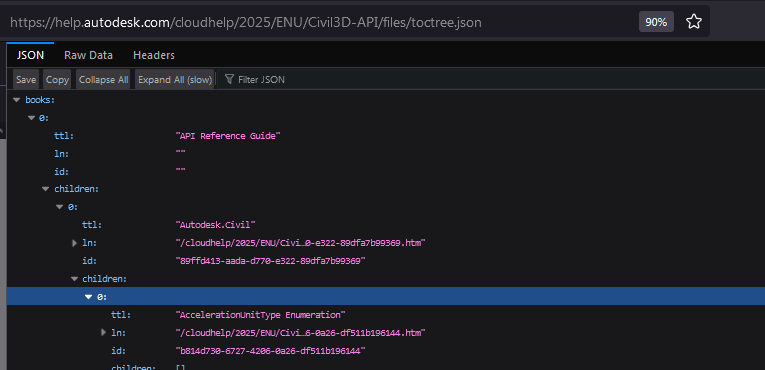 https://help.autodesk.com/cloudhelp/2025/ENU/Civil3D-API/files/toctree.json 90%
JSON Raw Data Headers
Save Copy Collapse All Expand All (slow) Filter JSON
books:
0:
ttl: "API Reference Guide"
ln: ""
id: ""
children:
0:
ttl: "Autodesk.Civil"
ln: "/cloudhelp/2025/ENU/Civi…0-e322-89dfa7b99369.htm"
id: "89ffd413-aada-d770-e322-89dfa7b99369"
children:
0:
ttl: "AccelerationUnitType Enumeration"
ln: "/cloudhelp/2025/ENU/Civi…6-0a26-df511b196144.htm"
id: "b814d730-6727-4206-0a26-df511b196144"
children: []